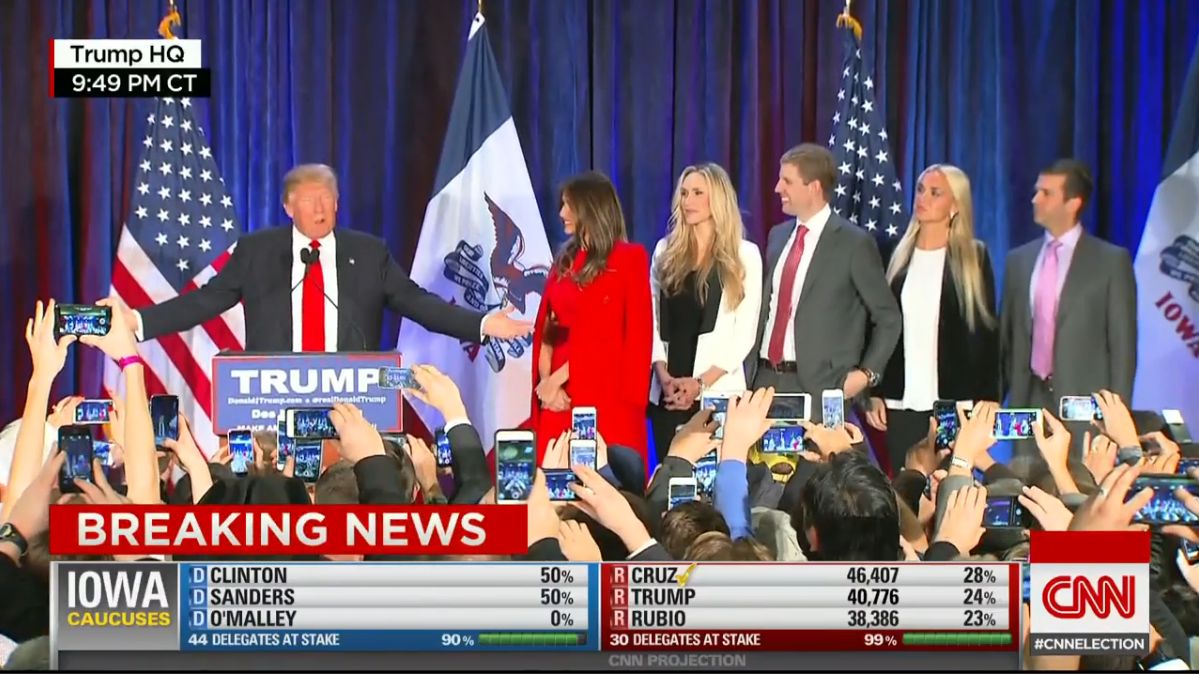 Trump HQ
9:49 PM CT
TRUMP
DonaldJTrump.com • @realDonaldTrump
BREAKING NEWS
IOWA
CAUCUSES
D CLINTON 50%
D SANDERS 50%
D O'MALLEY 0%
44 DELEGATES AT STAKE 90%
R CRUZ 46,407 28%
R TRUMP 40,776 24%
R RUBIO 38,386 23%
30 DELEGATES AT STAKE 99%
CNN PROJECTION
CNN
#CNNELECTION
IOWA